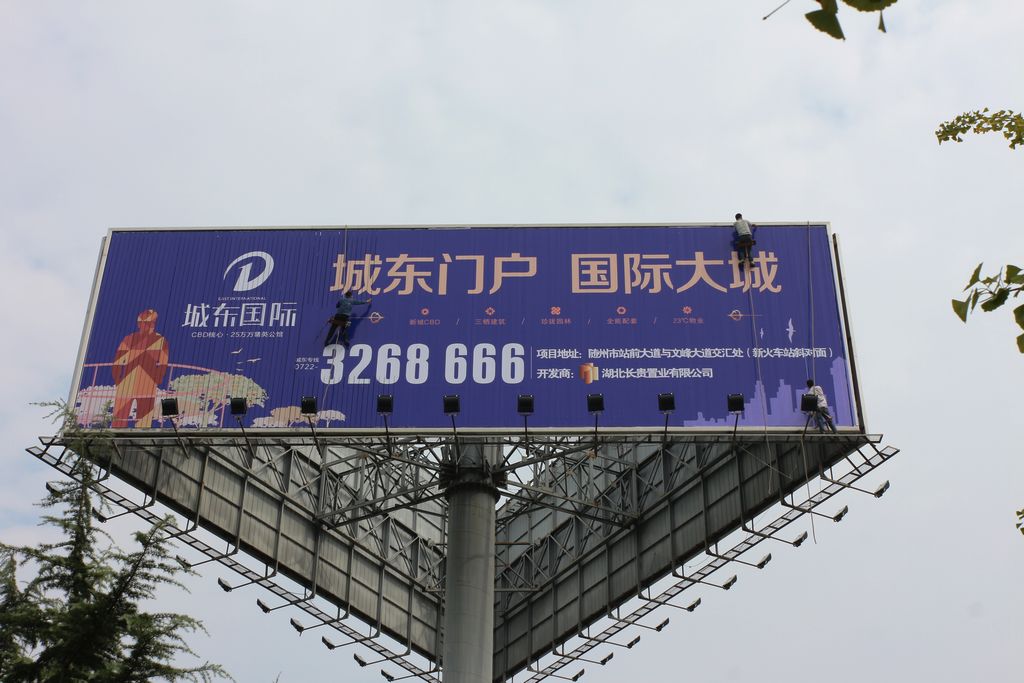 EAST INTERNATIONAL
城东国际
CBD核心·25万方精英公馆
城东门户 国际大城
新城CBD / 三栖建筑 / 珍珑园林 / 全能配套 / 23℃物业
城东专线
0722-3268 666
项目地址：随州市站前大道与文峰大道交汇处（新火车站斜对面）
开发商： 湖北长贵置业有限公司